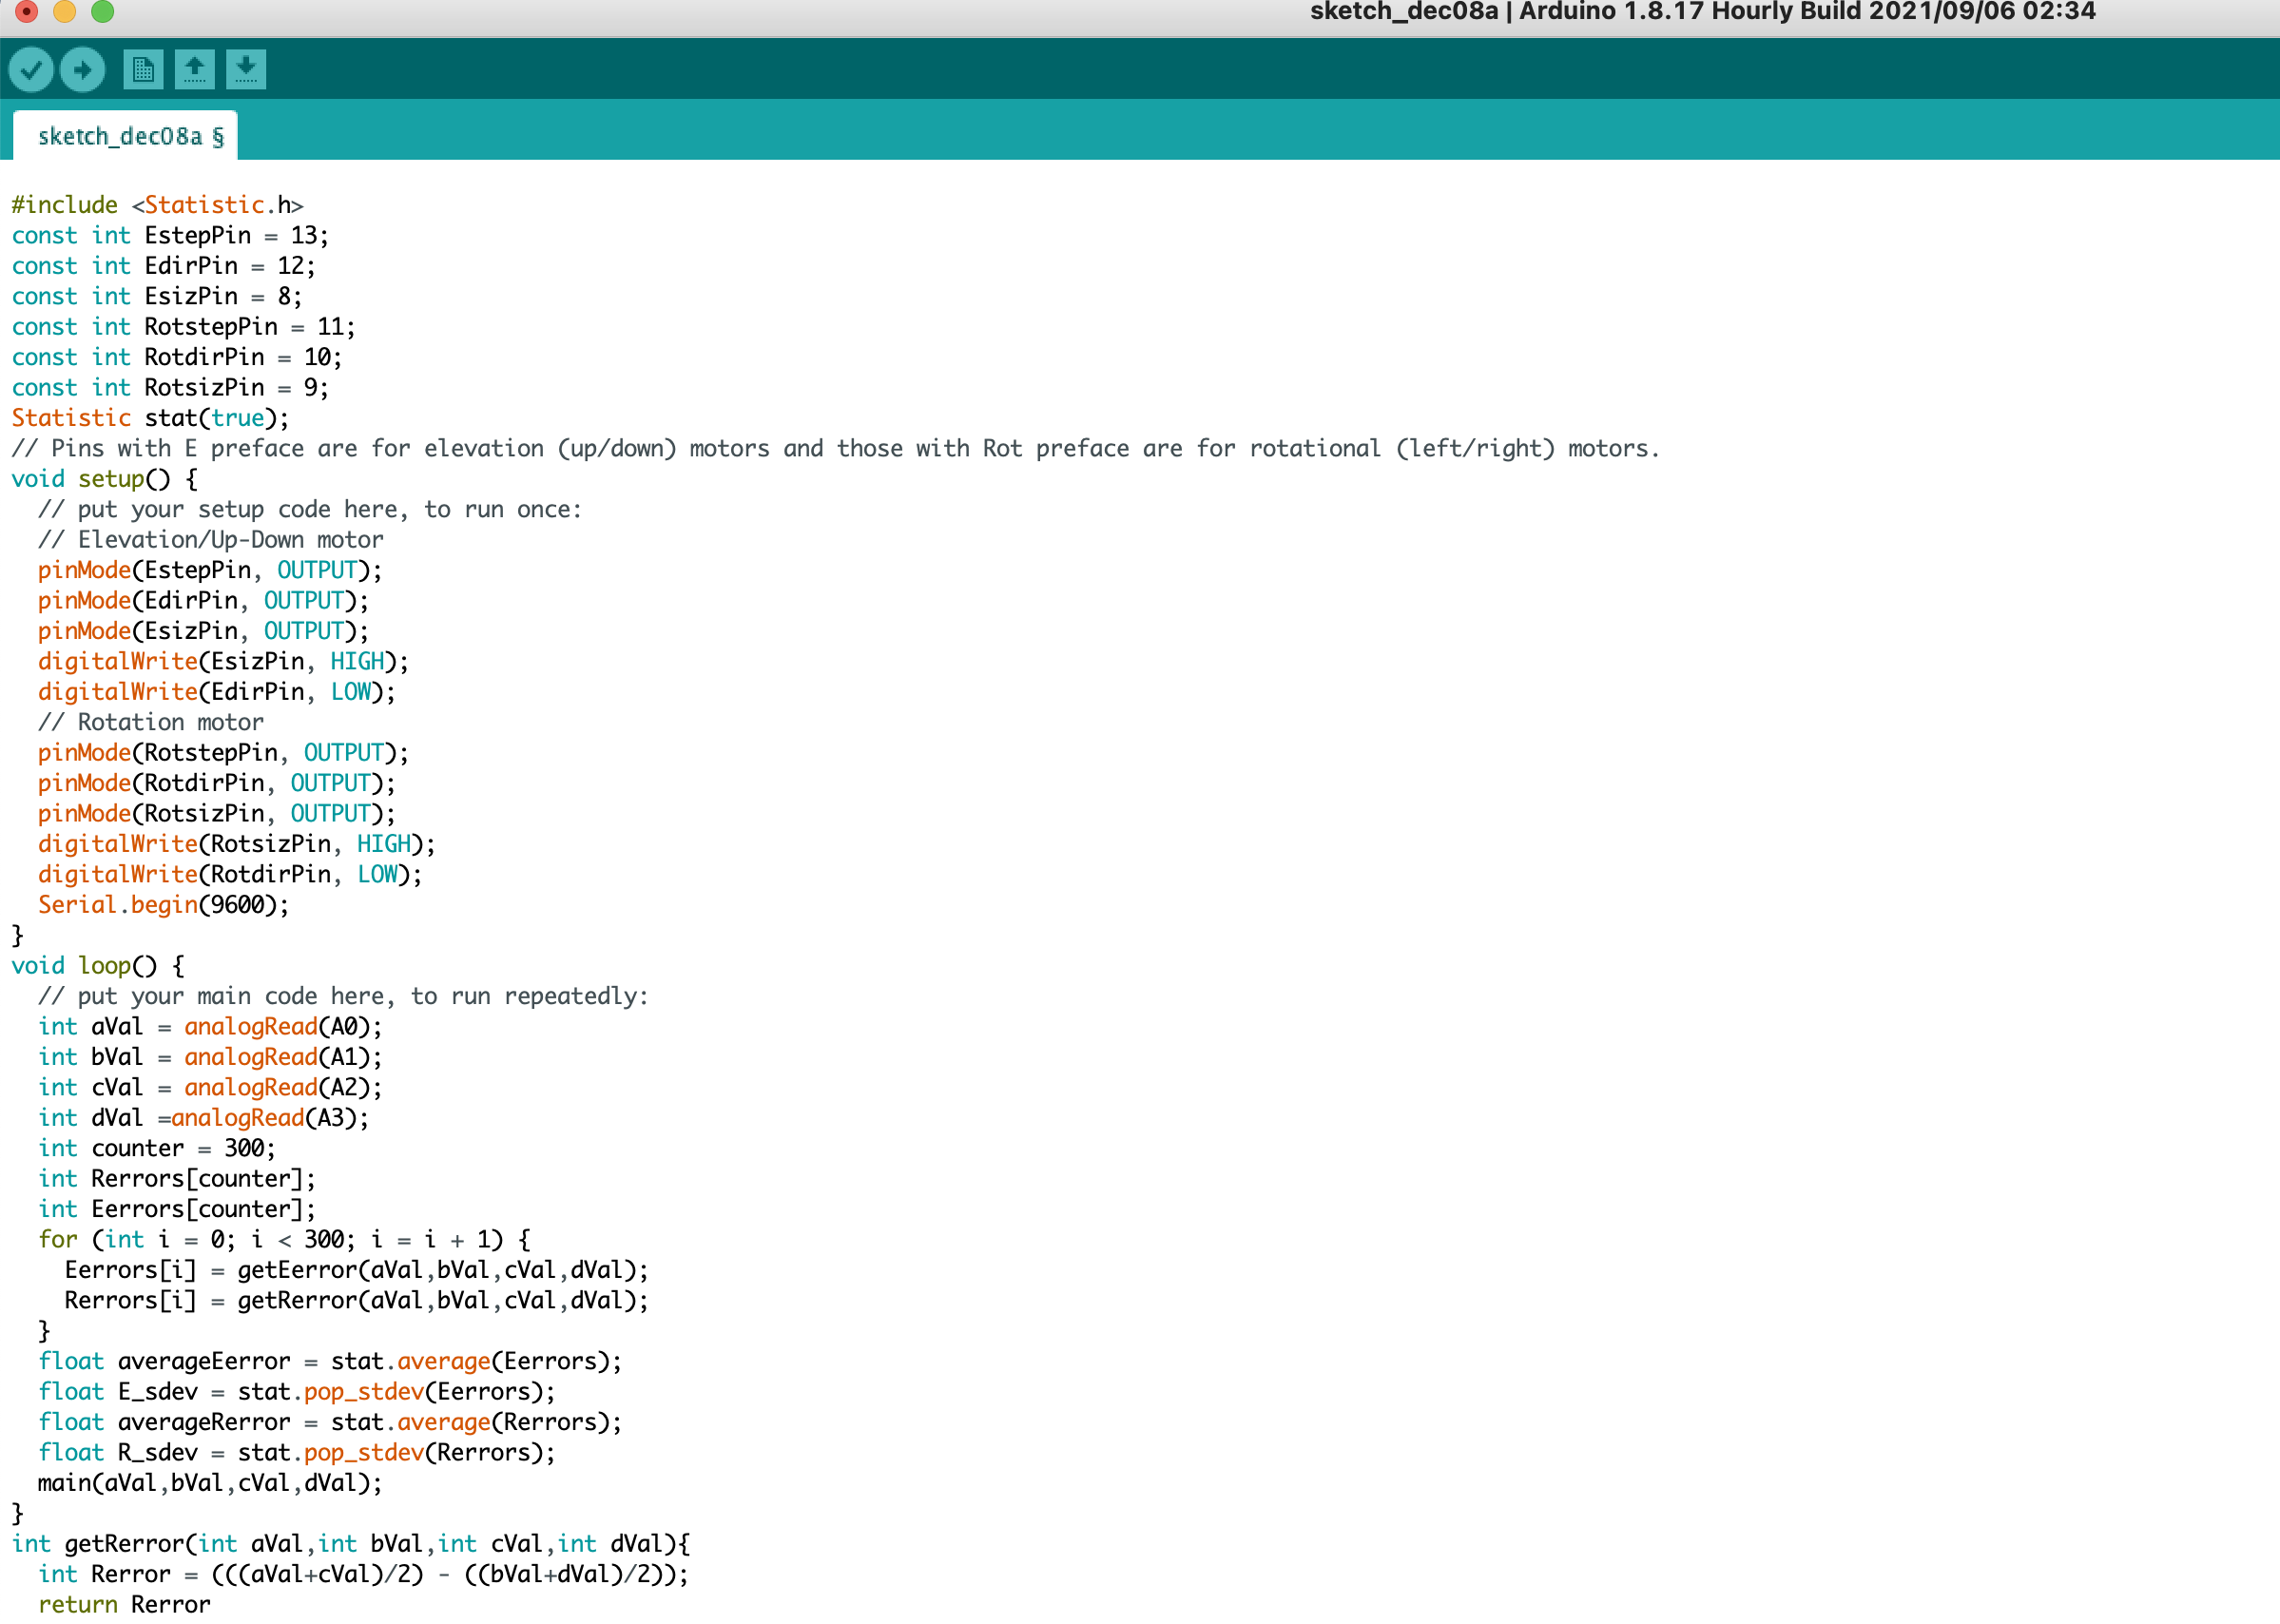 sketch_dec08a | Arduino 1.8.17 Hourly Build 2021/09/06 02:34
sketch_dec08a §
#include <Statistic.h>
const int EstepPin = 13;
const int EdirPin = 12;
const int EsizPin = 8;
const int RotstepPin = 11;
const int RotdirPin = 10;
const int RotsizPin = 9;
Statistic stat(true);
// Pins with E preface are for elevation (up/down) motors and those with Rot preface are for rotational (left/right) motors.
void setup() {
  // put your setup code here, to run once:
  // Elevation/Up-Down motor
  pinMode(EstepPin, OUTPUT);
  pinMode(EdirPin, OUTPUT);
  pinMode(EsizPin, OUTPUT);
  digitalWrite(EsizPin, HIGH);
  digitalWrite(EdirPin, LOW);
  // Rotation motor
  pinMode(RotstepPin, OUTPUT);
  pinMode(RotdirPin, OUTPUT);
  pinMode(RotsizPin, OUTPUT);
  digitalWrite(RotsizPin, HIGH);
  digitalWrite(RotdirPin, LOW);
  Serial.begin(9600);
}
void loop() {
  // put your main code here, to run repeatedly:
  int aVal = analogRead(A0);
  int bVal = analogRead(A1);
  int cVal = analogRead(A2);
  int dVal =analogRead(A3);
  int counter = 300;
  int Rerrors[counter];
  int Eerrors[counter];
  for (int i = 0; i < 300; i = i + 1) {
    Eerrors[i] = getEerror(aVal,bVal,cVal,dVal);
    Rerrors[i] = getRerror(aVal,bVal,cVal,dVal);
  }
  float averageEerror = stat.average(Eerrors);
  float E_sdev = stat.pop_stdev(Eerrors);
  float averageRerror = stat.average(Rerrors);
  float R_sdev = stat.pop_stdev(Rerrors);
  main(aVal,bVal,cVal,dVal);
}
int getRerror(int aVal,int bVal,int cVal,int dVal){
  int Rerror = (((aVal+cVal)/2) - ((bVal+dVal)/2));
  return Rerror